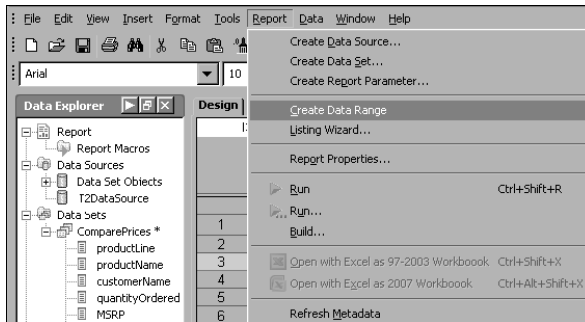 File Edit View Insert Format Tools Report Data Window Help
Arial 10
Data Explorer
Report
Report Macros
Data Sources
Data Set Objects
T2DataSource
Data Sets
ComparePrices *
productLine
productName
customerName
quantityOrdered
MSRP
Design
1
2
3
4
5
6
Create Data Source...
Create Data Set...
Create Report Parameter...
Create Data Range
Listing Wizard...
Report Properties...
Run Ctrl+Shift+R
Run...
Build...
Open with Excel as 97-2003 Workboook Ctrl+Shift+X
Open with Excel as 2007 Workboook Ctrl+Alt+Shift+X
Refresh Metadata